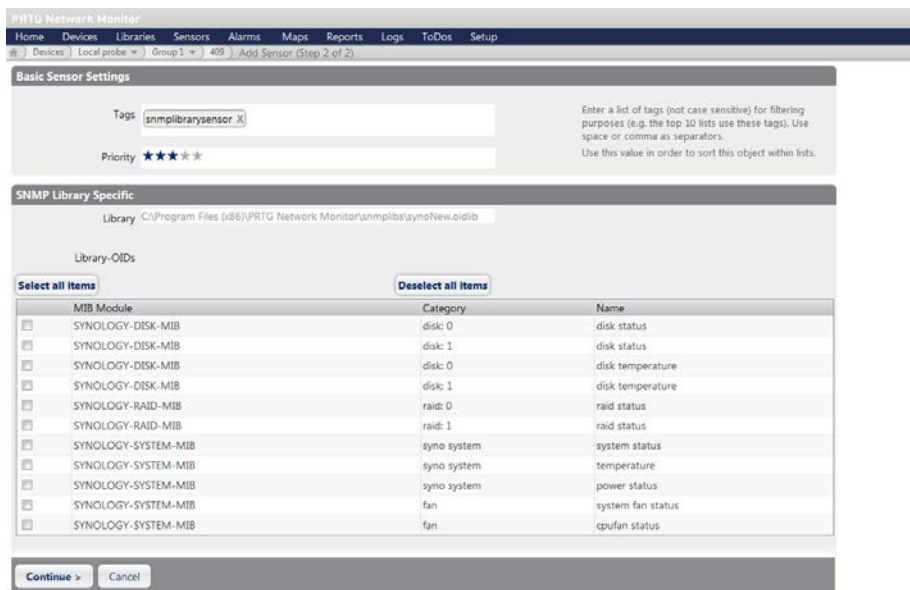 PRTG Network Monitor
Home Devices Libraries Sensors Alarms Maps Reports Logs ToDos Setup
Devices Local probe Group1 409 Add Sensor (Step 2 of 2)
Basic Sensor Settings
Tags snmplibrarysensor X
Enter a list of tags (not case sensitive) for filtering
purposes (e.g. the top 10 lists use these tags). Use
space or comma as separators.
Priority
Use this value in order to sort this object within lists.
SNMP Library Specific
Library C:\Program Files (x86)\PRTG Network Monitor\snmplibs\synoNew.oidlib
Library-OIDs
Select all items Deselect all items
MIB Module Category Name
SYNOLOGY-DISK-MIB disk: 0 disk status
SYNOLOGY-DISK-MIB disk: 1 disk status
SYNOLOGY-DISK-MIB disk: 0 disk temperature
SYNOLOGY-DISK-MIB disk: 1 disk temperature
SYNOLOGY-RAID-MIB raid: 0 raid status
SYNOLOGY-RAID-MIB raid: 1 raid status
SYNOLOGY-SYSTEM-MIB syno system system status
SYNOLOGY-SYSTEM-MIB syno system temperature
SYNOLOGY-SYSTEM-MIB syno system power status
SYNOLOGY-SYSTEM-MIB fan system fan status
SYNOLOGY-SYSTEM-MIB fan cpufan status
Continue > Cancel